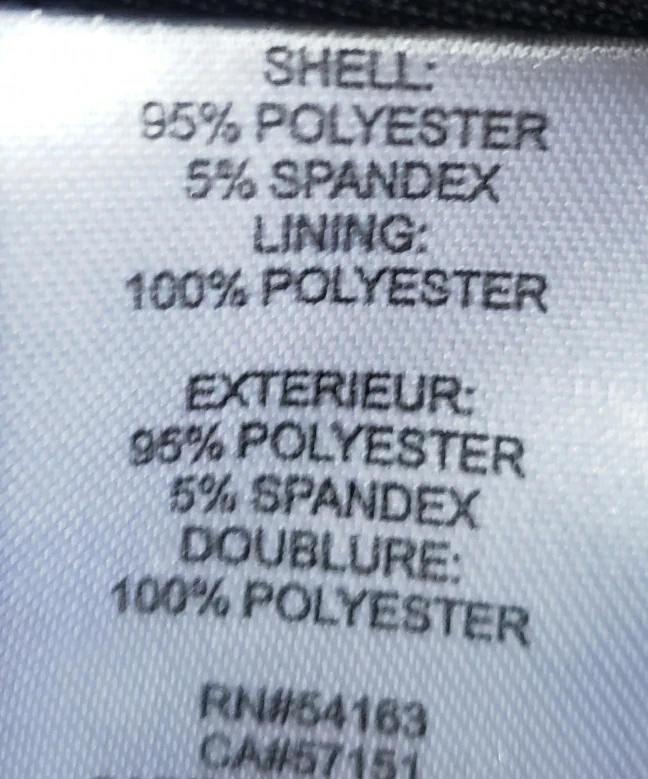 SHELL:
95% POLYESTER
5% SPANDEX
LINING:
100% POLYESTER
EXTERIEUR:
95% POLYESTER
5% SPANDEX
DOUBLURE:
100% POLYESTER
RN#54163
CA#57151